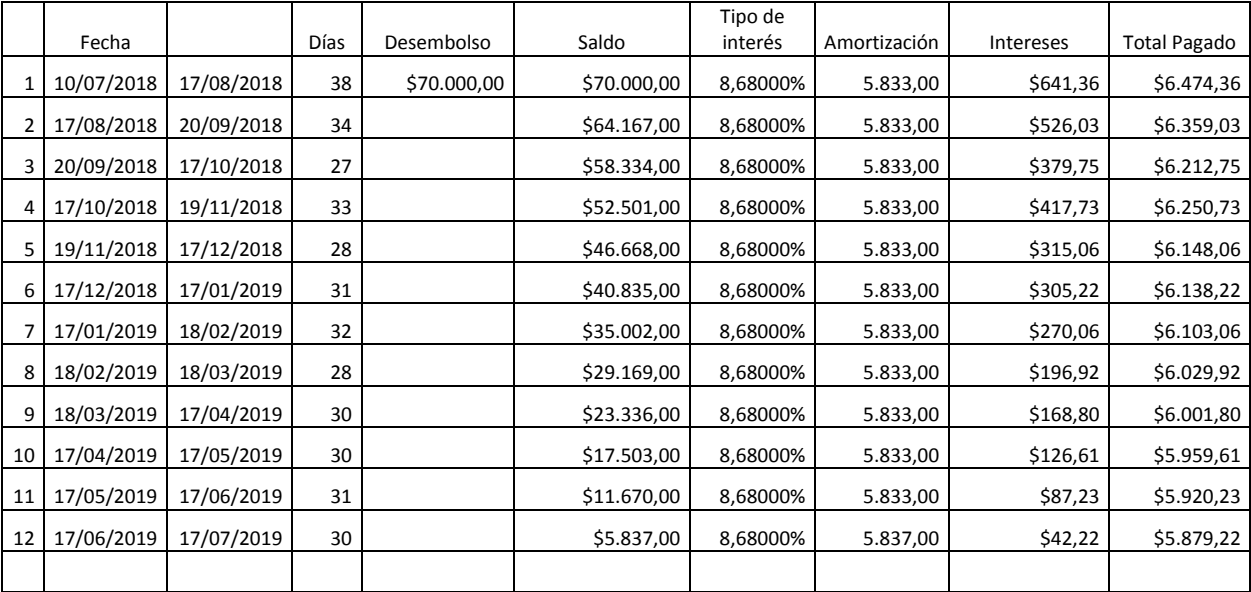 Fecha Días Desembolso Saldo Tipo de interés Amortización Intereses Total Pagado
1 10/07/2018 17/08/2018 38 $70.000,00 $70.000,00 8,68000% 5.833,00 $641,36 $6.474,36
2 17/08/2018 20/09/2018 34 $64.167,00 8,68000% 5.833,00 $526,03 $6.359,03
3 20/09/2018 17/10/2018 27 $58.334,00 8,68000% 5.833,00 $379,75 $6.212,75
4 17/10/2018 19/11/2018 33 $52.501,00 8,68000% 5.833,00 $417,73 $6.250,73
5 19/11/2018 17/12/2018 28 $46.668,00 8,68000% 5.833,00 $315,06 $6.148,06
6 17/12/2018 17/01/2019 31 $40.835,00 8,68000% 5.833,00 $305,22 $6.138,22
7 17/01/2019 18/02/2019 32 $35.002,00 8,68000% 5.833,00 $270,06 $6.103,06
8 18/02/2019 18/03/2019 28 $29.169,00 8,68000% 5.833,00 $196,92 $6.029,92
9 18/03/2019 17/04/2019 30 $23.336,00 8,68000% 5.833,00 $168,80 $6.001,80
10 17/04/2019 17/05/2019 30 $17.503,00 8,68000% 5.833,00 $126,61 $5.959,61
11 17/05/2019 17/06/2019 31 $11.670,00 8,68000% 5.833,00 $87,23 $5.920,23
12 17/06/2019 17/07/2019 30 $5.837,00 8,68000% 5.837,00 $42,22 $5.879,22